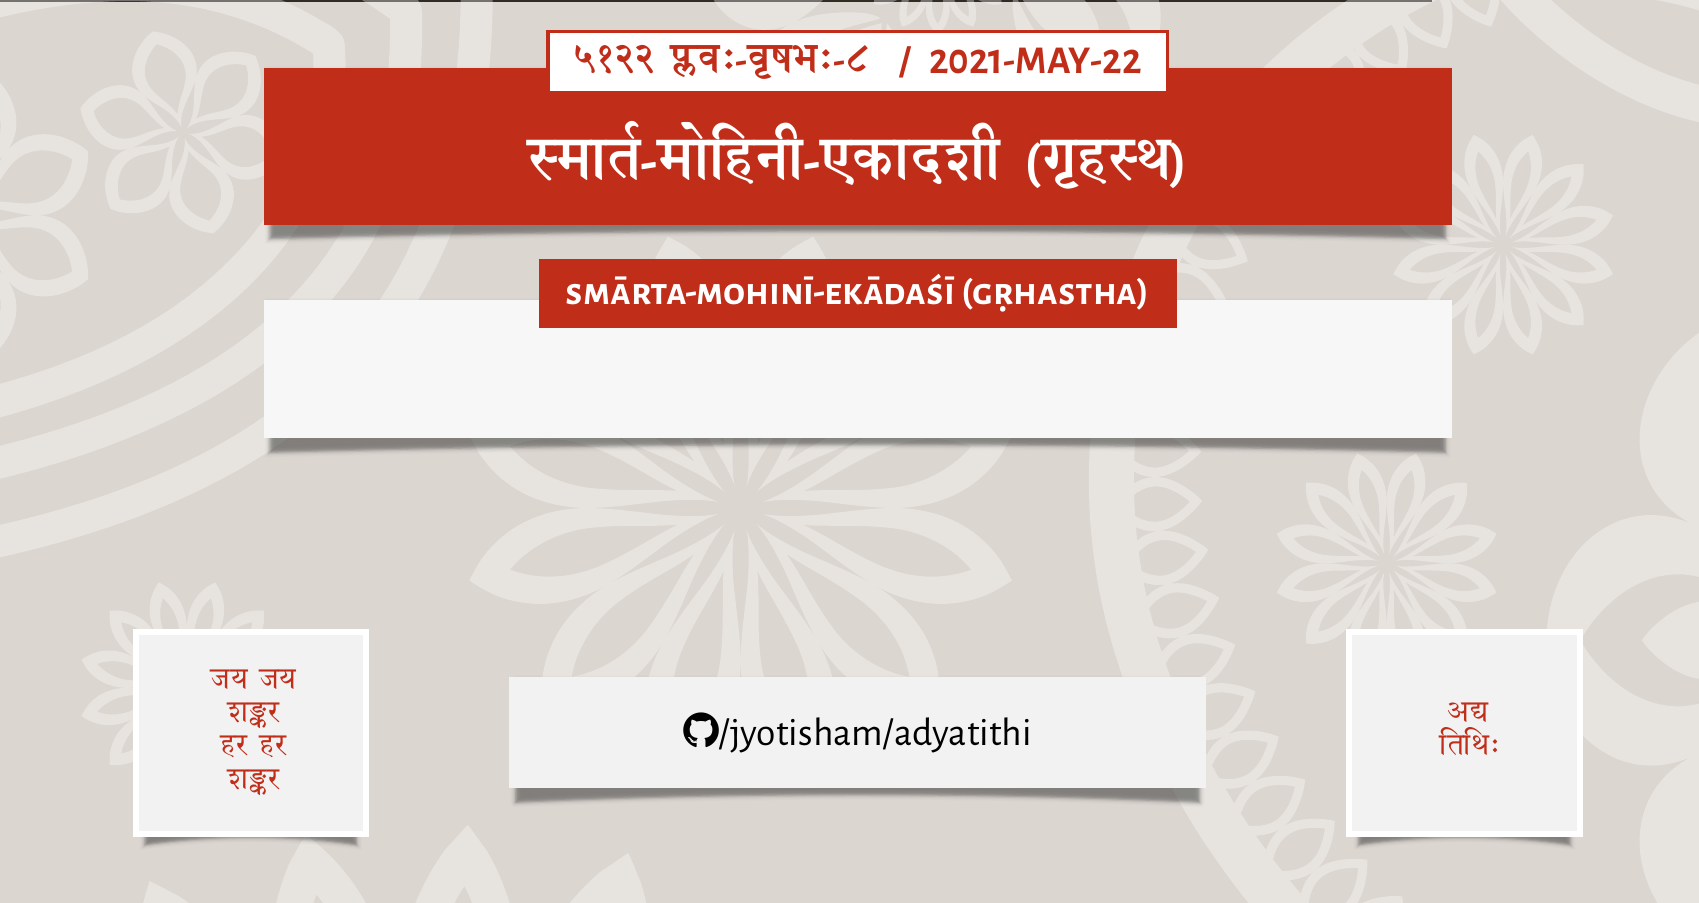 ५१२२ प्लवः-वृषभः-८ / 2021-MAY-22
स्मार्त-मोहिनी-एकादशी (गृहस्थ)
SMĀRTA-MOHINĪ-EKĀDAŚĪ (GṚHASTHA)
जय जय
शङ्कर
हर हर
शङ्कर
/jyotisham/adyatithi
अद्य
तिथिः